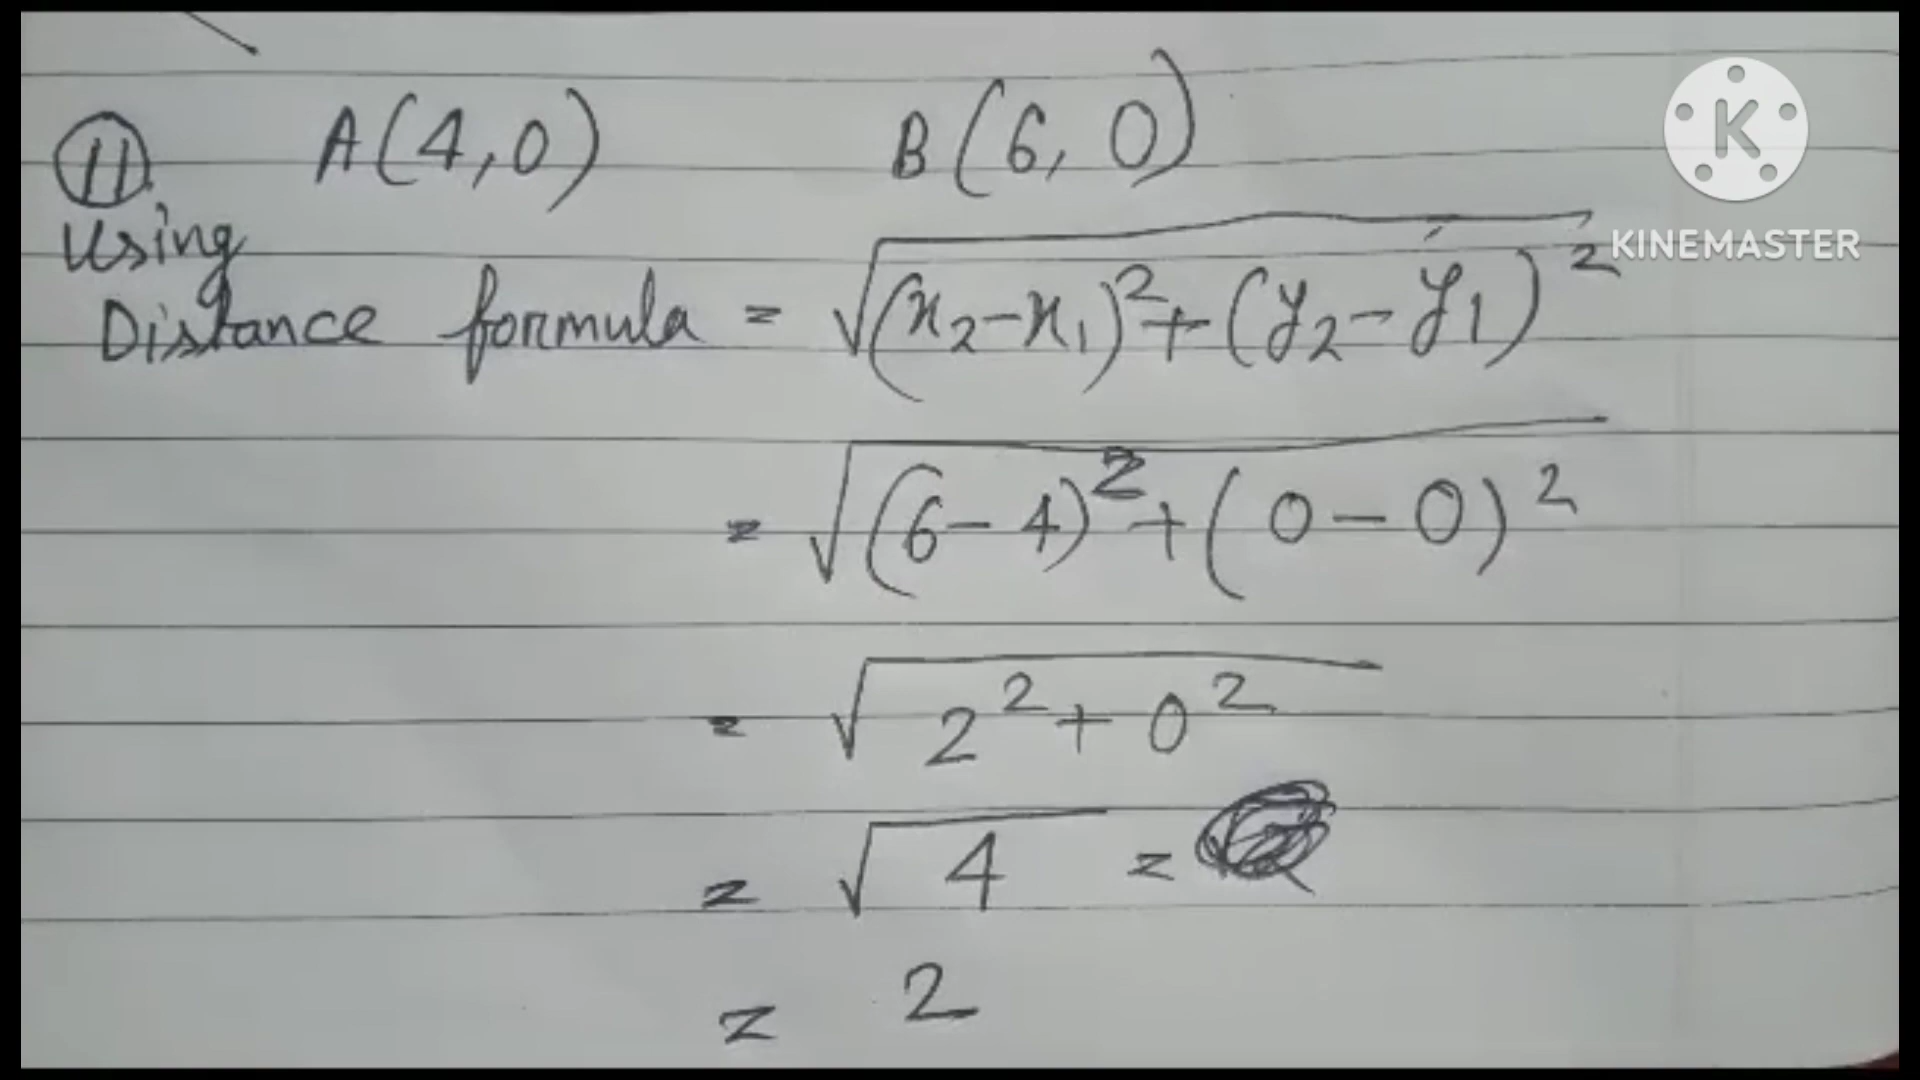 11 A(4,0) B(6,0)
Using
Distance formula = √(x₂-x₁)²+(y₂-y₁)²
= √(6-4)²+(0-0)²
= √2²+0²
= √4 =
= 2
K
KINEMASTER